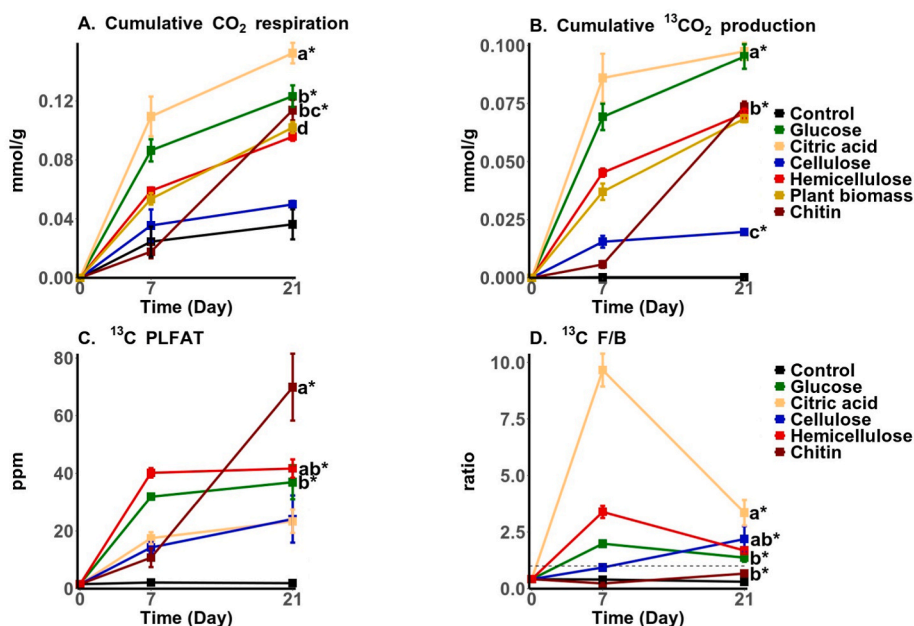 A. Cumulative CO₂ respiration
mmol/g
0.12
0.08
0.04
0.00
a*
b*
bc*
d
0 7 21
Time (Day)
B. Cumulative ¹³CO₂ production
mmol/g
0.100
0.075
0.050
0.025
0.000
a*
b*
c*
0 7 21
Time (Day)
Control
Glucose
Citric acid
Cellulose
Hemicellulose
Plant biomass
Chitin
C. ¹³C PLFAT
ppm
80
60
40
20
0
a*
ab*
b*
0 7 21
Time (Day)
D. ¹³C F/B
ratio
10.0
7.5
5.0
2.5
0.0
a*
ab*
b*
b*
0 7 21
Time (Day)
Control
Glucose
Citric acid
Cellulose
Hemicellulose
Chitin